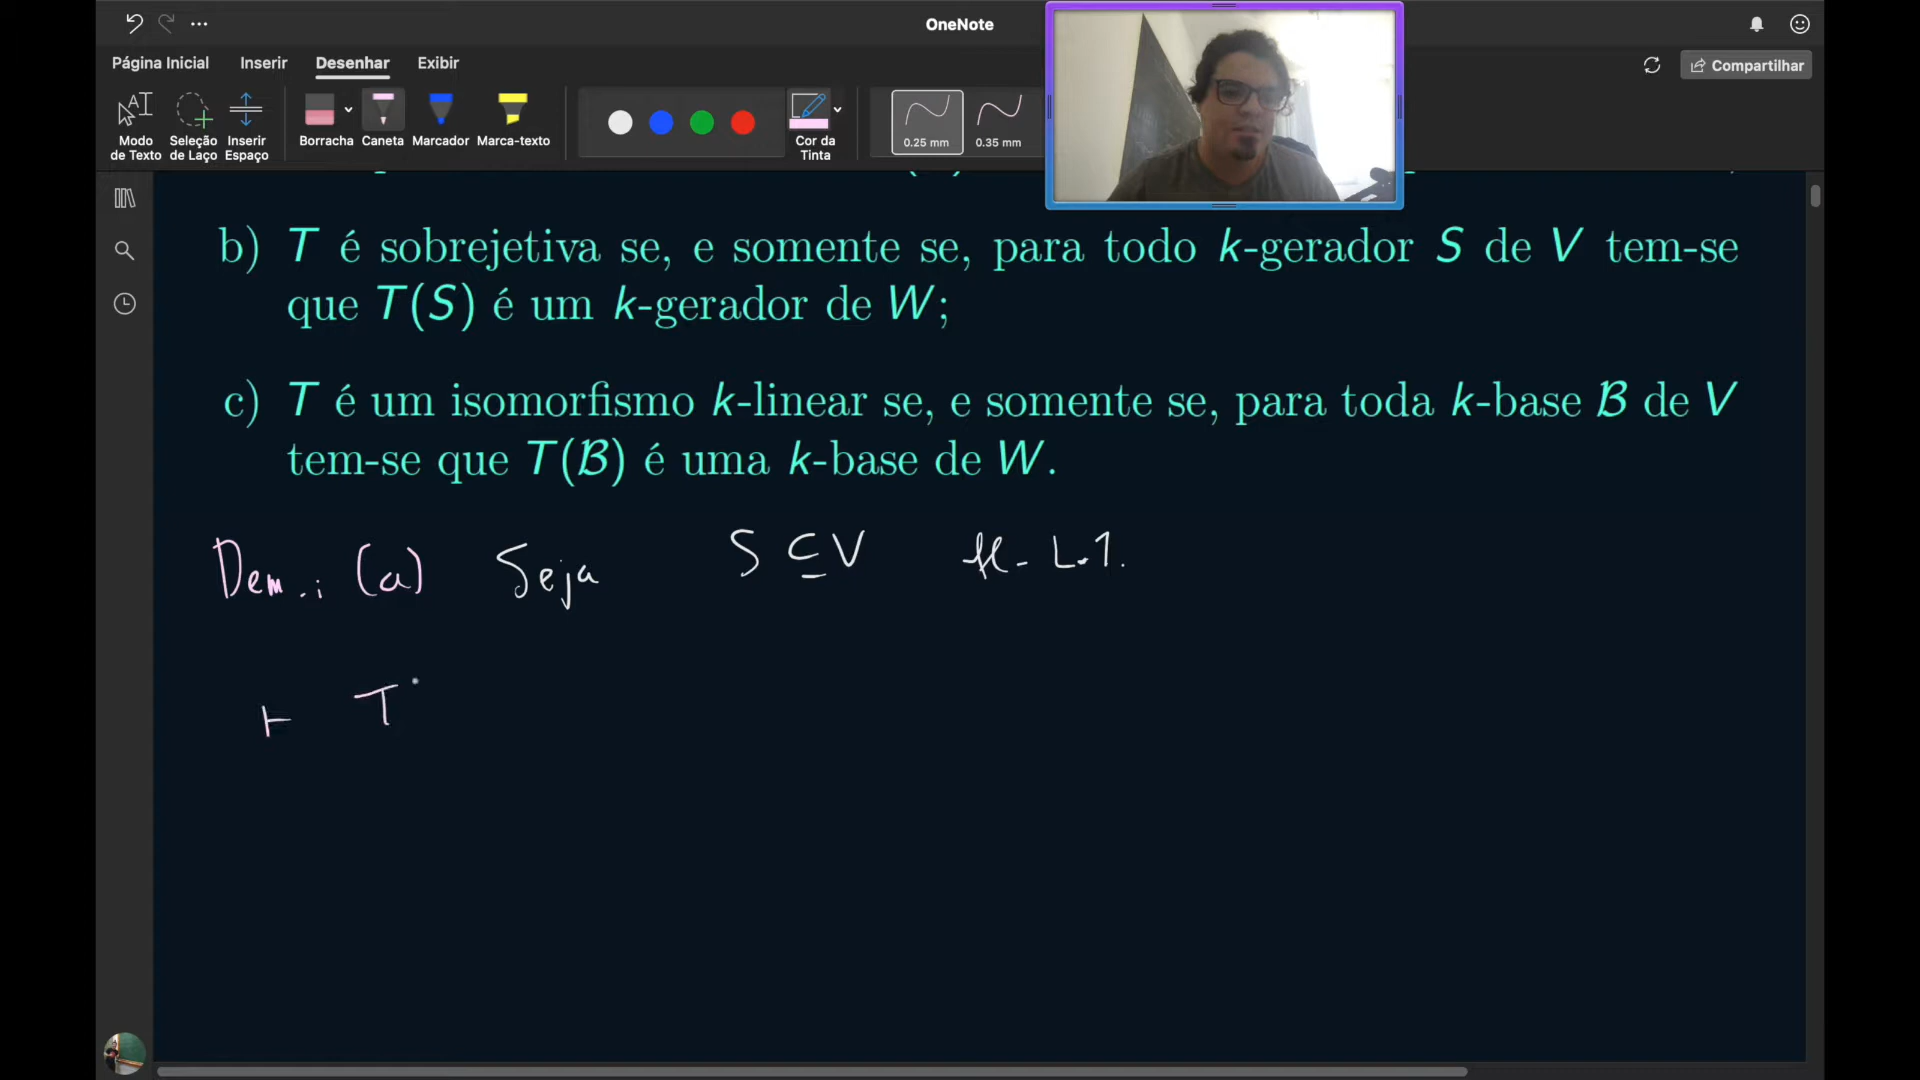 OneNote
Página Inicial Inserir Desenhar Exibir
Compartilhar
Modo de Texto
Seleção de Laço
Inserir Espaço
Borracha
Caneta
Marcador
Marca-texto
Cor da Tinta
0.25 mm
0.35 mm
b) T é sobrejetiva se, e somente se, para todo k-gerador S de V tem-se
que T(S) é um k-gerador de W;
c) T é um isomorfismo k-linear se, e somente se, para toda k-base B de V
tem-se que T(B) é uma k-base de W.
Dem.: (a) Seja S ⊆ V k- L.I.
⊢ T